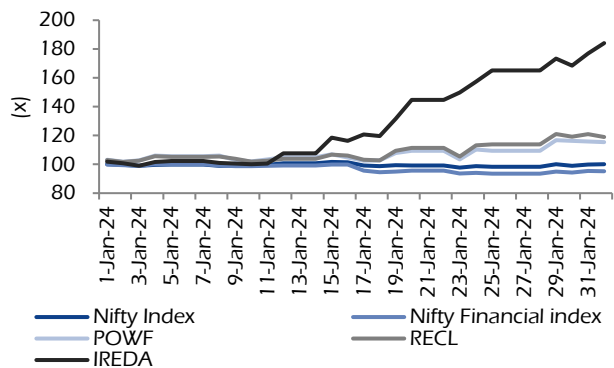 200
180
160
140
120
100
80
(x)
1-Jan-24
3-Jan-24
5-Jan-24
7-Jan-24
9-Jan-24
11-Jan-24
13-Jan-24
15-Jan-24
17-Jan-24
19-Jan-24
21-Jan-24
23-Jan-24
25-Jan-24
27-Jan-24
29-Jan-24
31-Jan-24
Nifty Index
Nifty Financial index
POWF
RECL
IREDA